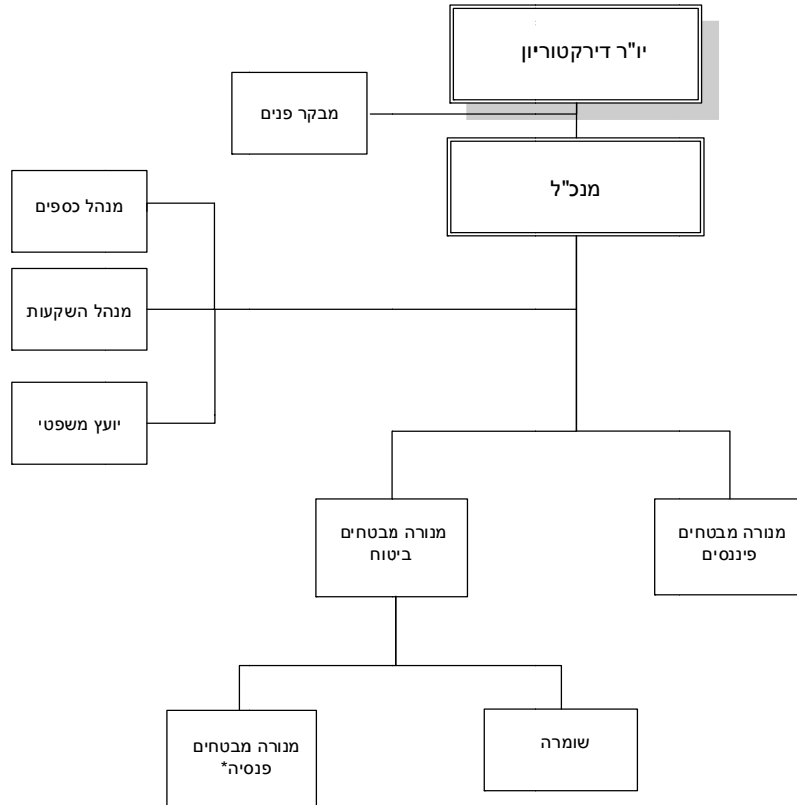 יו"ר דירקטוריון
מבקר פנים
מנכ"ל
מנהל כספים
מנהל השקעות
יועץ משפטי
מנורה מבטחים
פיננסים
מנורה מבטחים
ביטוח
שומרה
מנורה מבטחים
פנסיה*